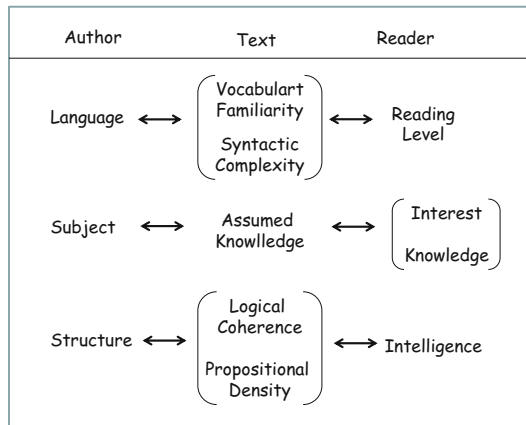 Author Text Reader
Vocabulart
Familiarity
Language Reading
Level
Syntactic
Complexity
Subject Assumed
Knowlledge Interest
Knowledge
Logical
Coherence
Structure Intelligence
Propositional
Density